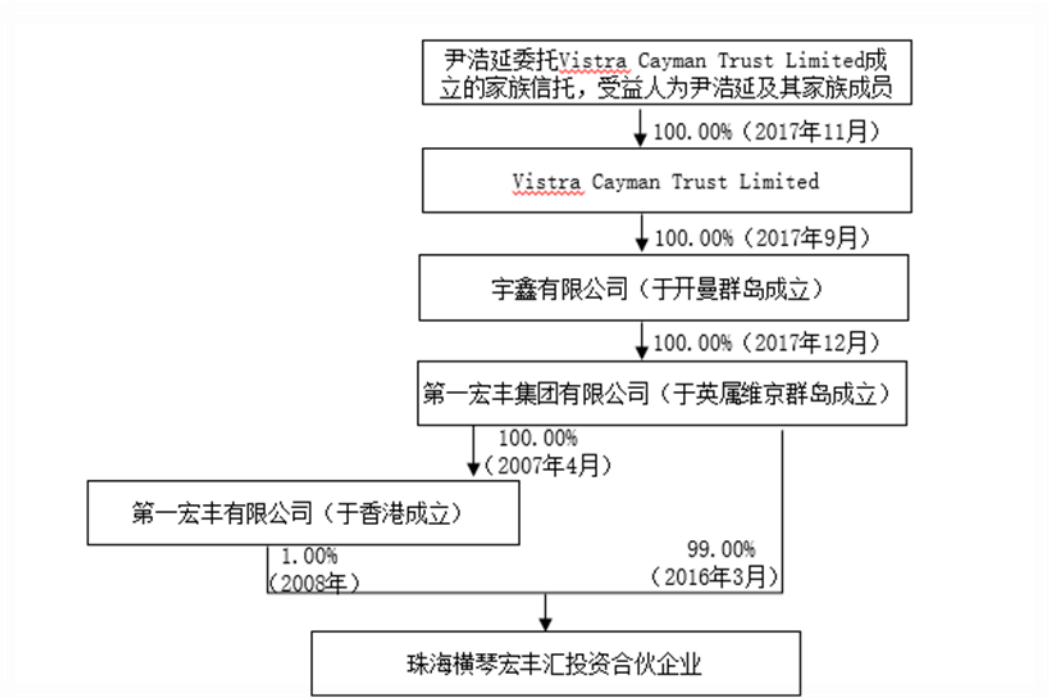 尹浩延委托Vistra Cayman Trust Limited成
立的家族信托，受益人为尹浩延及其家族成员
100.00%（2017年11月）
Vistra Cayman Trust Limited
100.00%（2017年9月）
宇鑫有限公司（于开曼群岛成立）
100.00%（2017年12月）
第一宏丰集团有限公司（于英属维京群岛成立）
100.00%
（2007年4月）
第一宏丰有限公司（于香港成立）
1.00%
（2008年）
99.00%
（2016年3月）
珠海横琴宏丰汇投资合伙企业